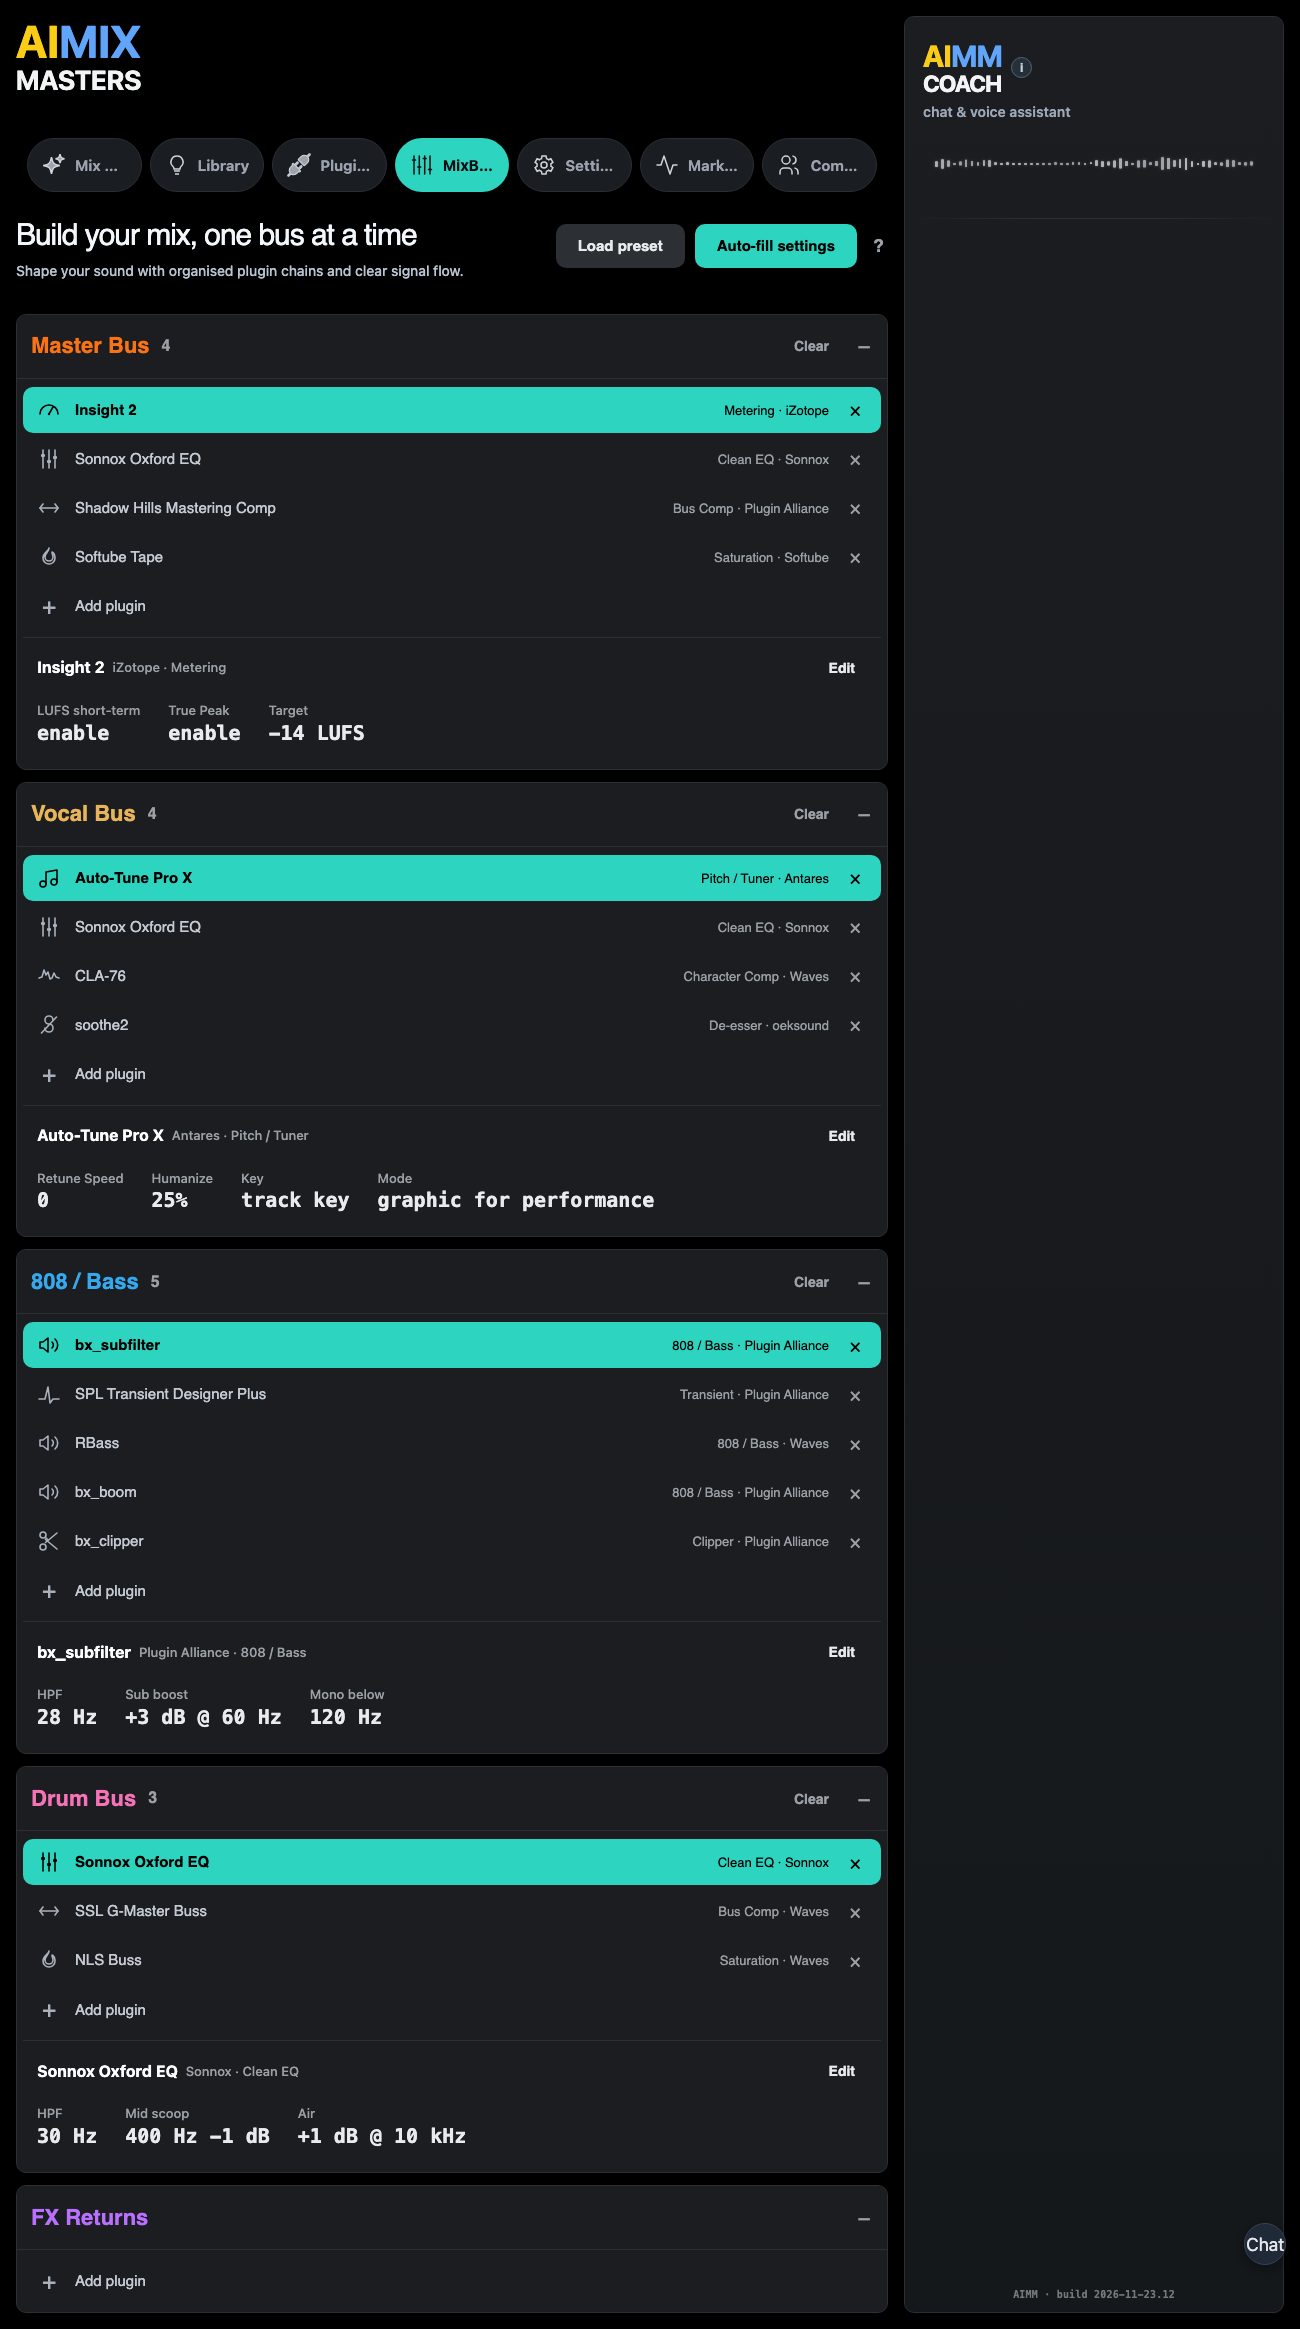 AIMIX
MASTERS
Mix ...
Library
Plugi...
MixB...
Setti...
Mark...
Com...
Build your mix, one bus at a time
Shape your sound with organised plugin chains and clear signal flow.
Load preset
Auto-fill settings
?
Master Bus 4
Clear
Insight 2
Metering · iZotope
Sonnox Oxford EQ
Clean EQ · Sonnox
Shadow Hills Mastering Comp
Bus Comp · Plugin Alliance
Softube Tape
Saturation · Softube
Add plugin
Insight 2 iZotope · Metering
Edit
LUFS short-term
enable
True Peak
enable
Target
−14 LUFS
Vocal Bus 4
Clear
Auto-Tune Pro X
Pitch / Tuner · Antares
Sonnox Oxford EQ
Clean EQ · Sonnox
CLA-76
Character Comp · Waves
soothe2
De-esser · oeksound
Add plugin
Auto-Tune Pro X Antares · Pitch / Tuner
Edit
Retune Speed
0
Humanize
25%
Key
track key
Mode
graphic for performance
808 / Bass 5
Clear
bx_subfilter
808 / Bass · Plugin Alliance
SPL Transient Designer Plus
Transient · Plugin Alliance
RBass
808 / Bass · Waves
bx_boom
808 / Bass · Plugin Alliance
bx_clipper
Clipper · Plugin Alliance
Add plugin
bx_subfilter Plugin Alliance · 808 / Bass
Edit
HPF
28 Hz
Sub boost
+3 dB @ 60 Hz
Mono below
120 Hz
Drum Bus 3
Clear
Sonnox Oxford EQ
Clean EQ · Sonnox
SSL G-Master Buss
Bus Comp · Waves
NLS Buss
Saturation · Waves
Add plugin
Sonnox Oxford EQ Sonnox · Clean EQ
Edit
HPF
30 Hz
Mid scoop
400 Hz −1 dB
Air
+1 dB @ 10 kHz
FX Returns
Add plugin
AIMM
COACH
i
chat & voice assistant
Chat
AIMM · build 2026-11-23.12